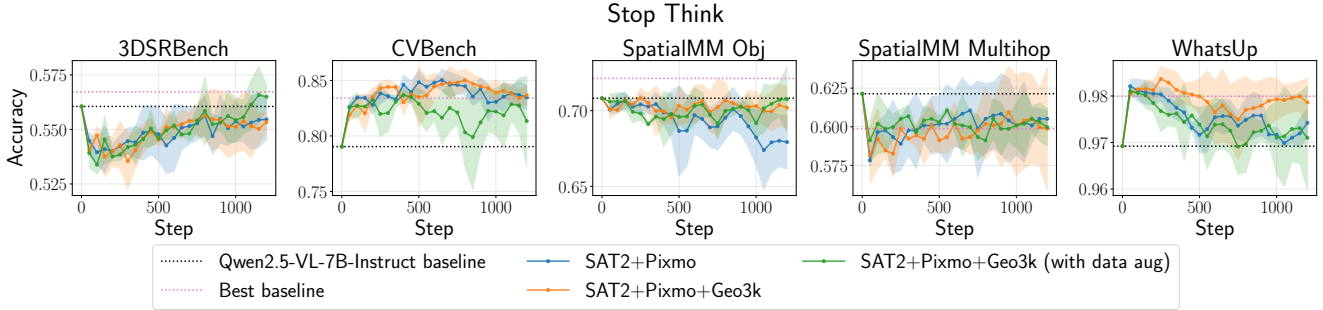 Stop Think
3DSRBench
CVBench
SpatialMM Obj
SpatialMM Multihop
WhatsUp
Accuracy
0.575
0.550
0.525
0.85
0.80
0.75
0.70
0.65
0.625
0.600
0.575
0.98
0.97
0.96
0 500 1000
0 500 1000
0 500 1000
0 500 1000
0 500 1000
Step
Step
Step
Step
Step
Qwen2.5-VL-7B-Instruct baseline
Best baseline
SAT2+Pixmo
SAT2+Pixmo+Geo3k
SAT2+Pixmo+Geo3k (with data aug)